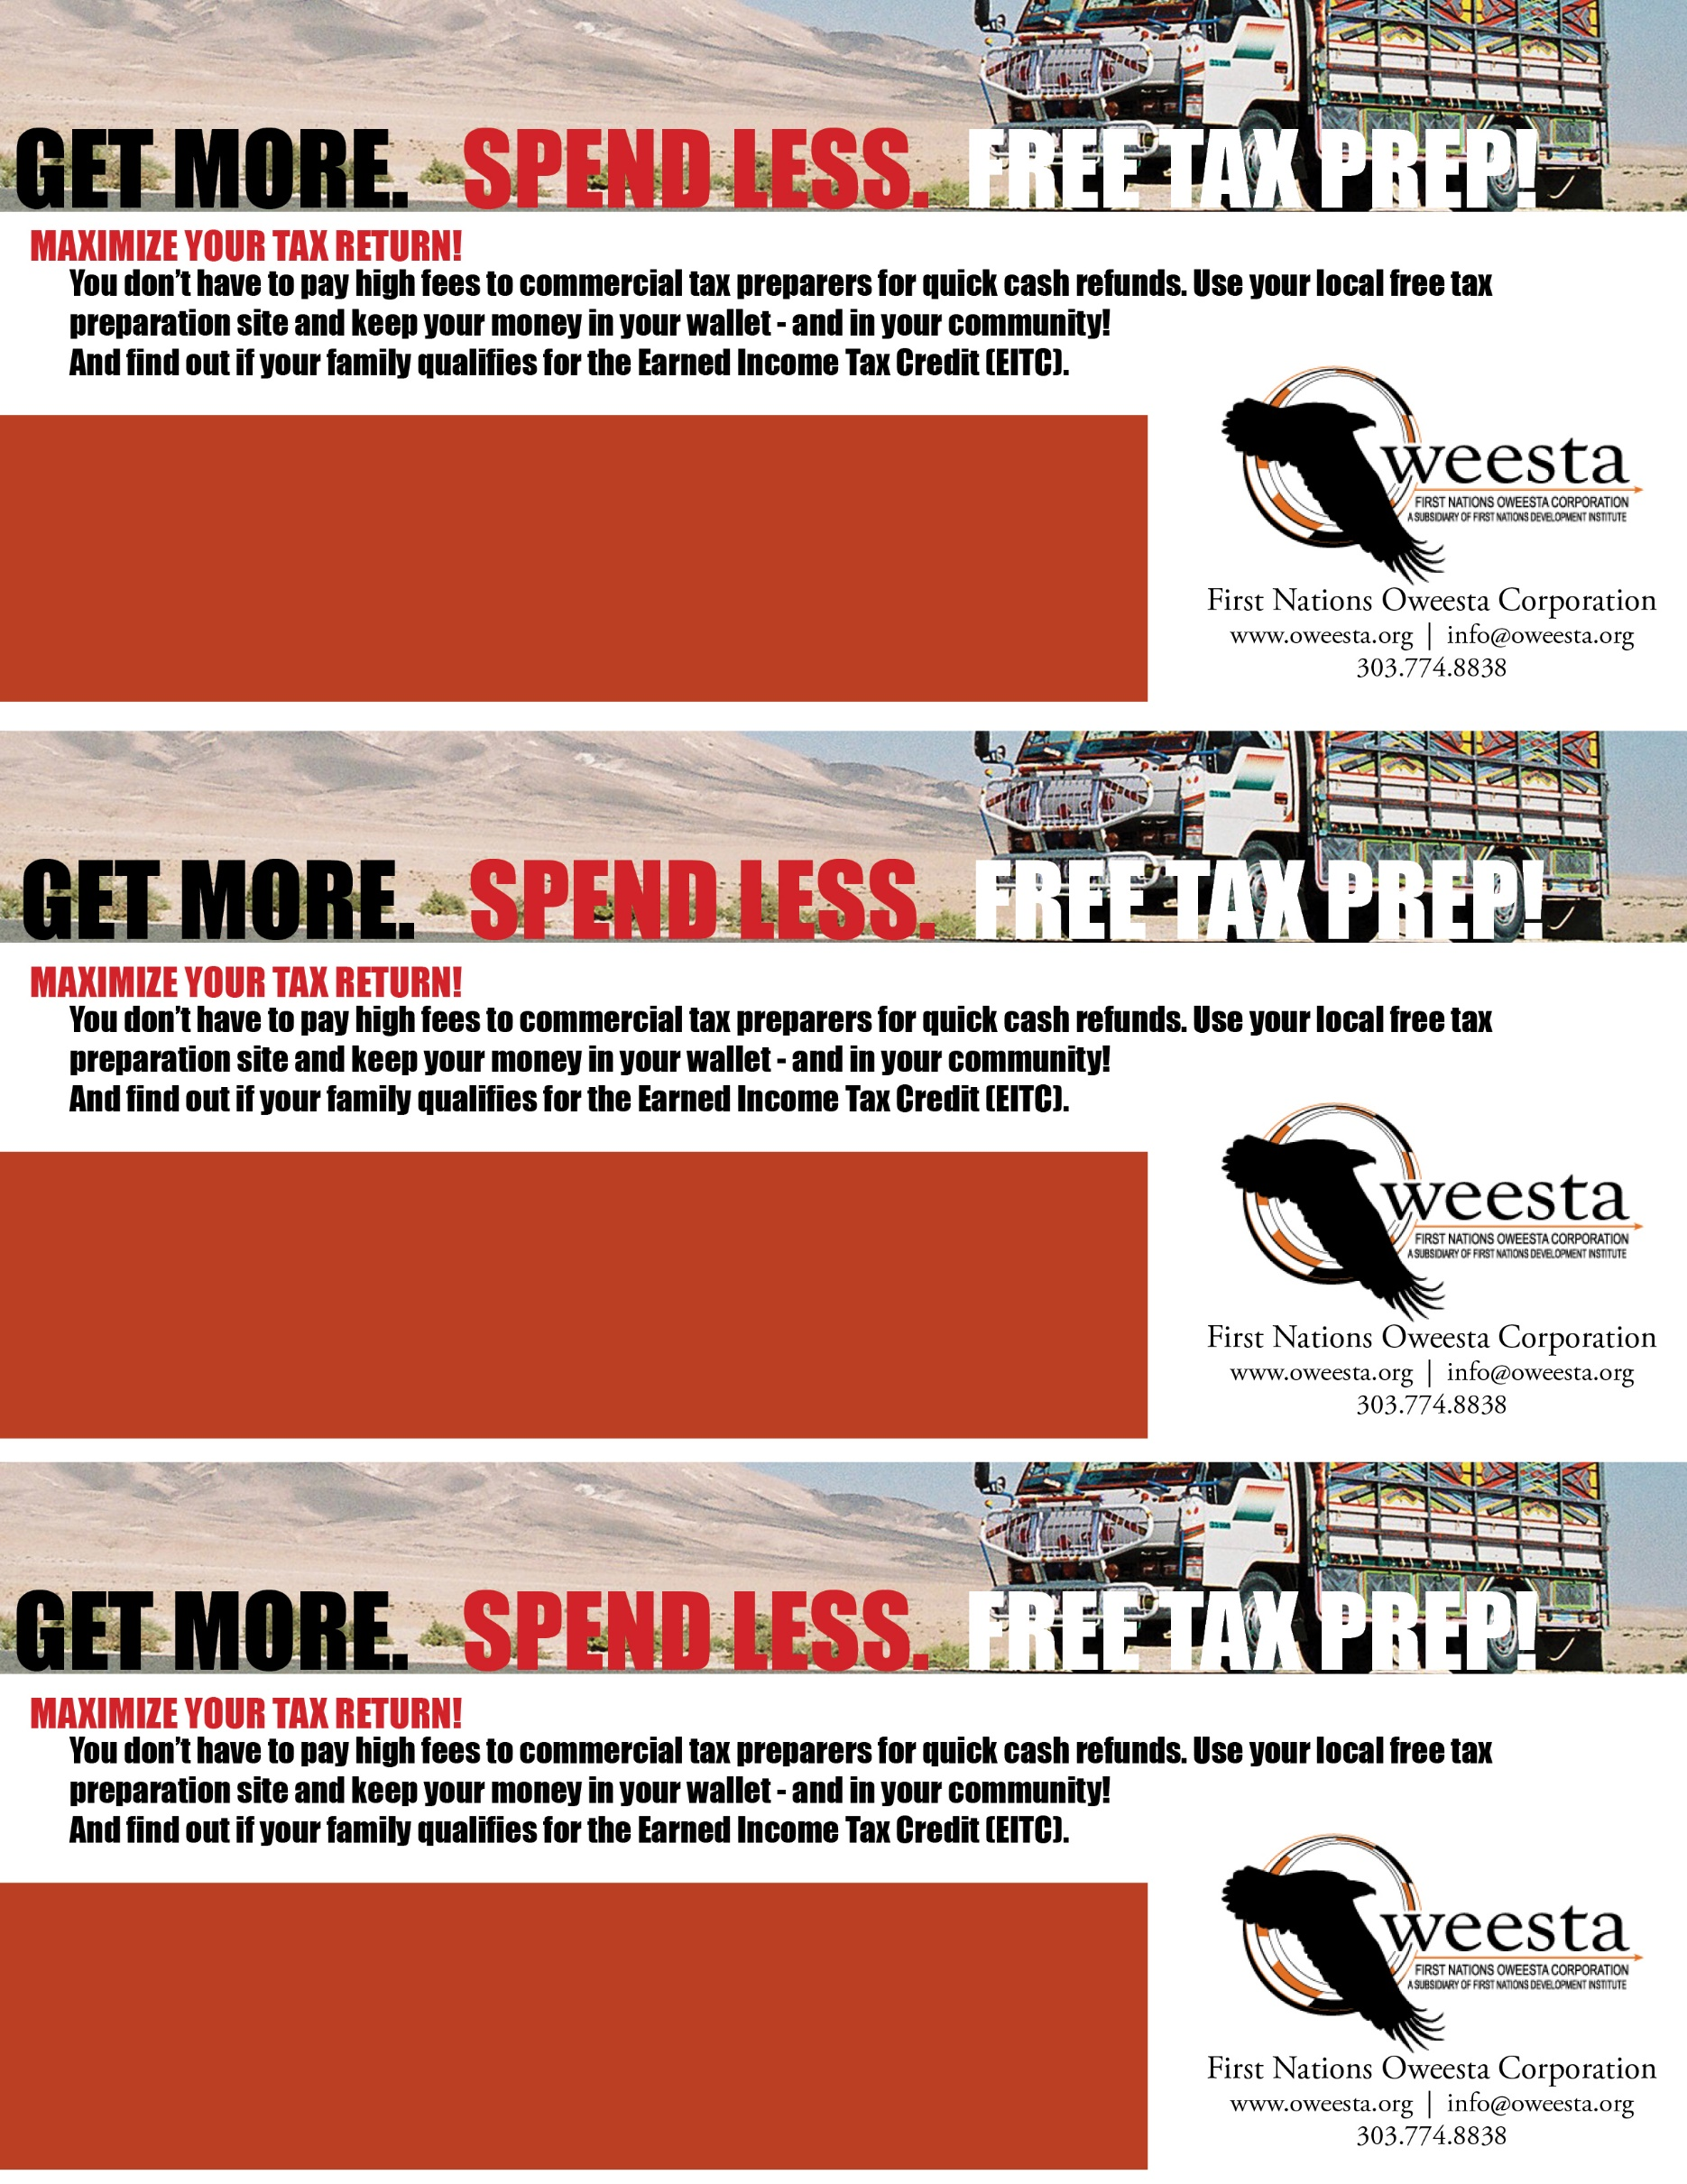 GET MORE. SPEND LESS. FREE TAX PREP!
MAXIMIZE YOUR TAX RETURN!
You don't have to pay high fees to commercial tax preparers for quick cash refunds. Use your local free tax
preparation site and keep your money in your wallet - and in your community!
And find out if your family qualifies for the Earned Income Tax Credit (EITC).
Oweesta
FIRST NATIONS OWEESTA CORPORATION
A SUBSIDIARY OF FIRST NATIONS DEVELOPMENT INSTITUTE
First Nations Oweesta Corporation
www.oweesta.org | info@oweesta.org
303.774.8838
GET MORE. SPEND LESS. FREE TAX PREP!
MAXIMIZE YOUR TAX RETURN!
You don't have to pay high fees to commercial tax preparers for quick cash refunds. Use your local free tax
preparation site and keep your money in your wallet - and in your community!
And find out if your family qualifies for the Earned Income Tax Credit (EITC).
Oweesta
FIRST NATIONS OWEESTA CORPORATION
A SUBSIDIARY OF FIRST NATIONS DEVELOPMENT INSTITUTE
First Nations Oweesta Corporation
www.oweesta.org | info@oweesta.org
303.774.8838
GET MORE. SPEND LESS. FREE TAX PREP!
MAXIMIZE YOUR TAX RETURN!
You don't have to pay high fees to commercial tax preparers for quick cash refunds. Use your local free tax
preparation site and keep your money in your wallet - and in your community!
And find out if your family qualifies for the Earned Income Tax Credit (EITC).
Oweesta
FIRST NATIONS OWEESTA CORPORATION
A SUBSIDIARY OF FIRST NATIONS DEVELOPMENT INSTITUTE
First Nations Oweesta Corporation
www.oweesta.org | info@oweesta.org
303.774.8838